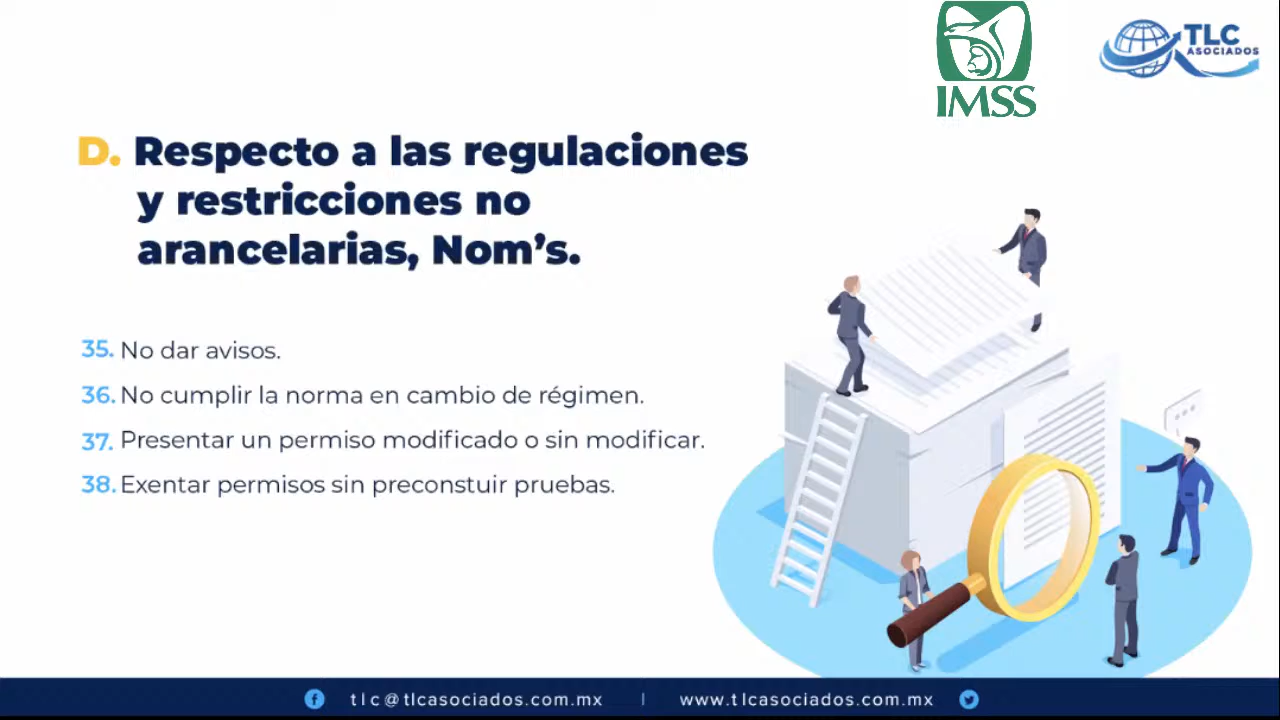 IMSS
TLC
ASOCIADOS
D. Respecto a las regulaciones
y restricciones no
arancelarias, Nom's.
35. No dar avisos.
36. No cumplir la norma en cambio de régimen.
37. Presentar un permiso modificado o sin modificar.
38. Exentar permisos sin preconstuir pruebas.
tlc@tlcasociados.com.mx | www.tlcasociados.com.mx